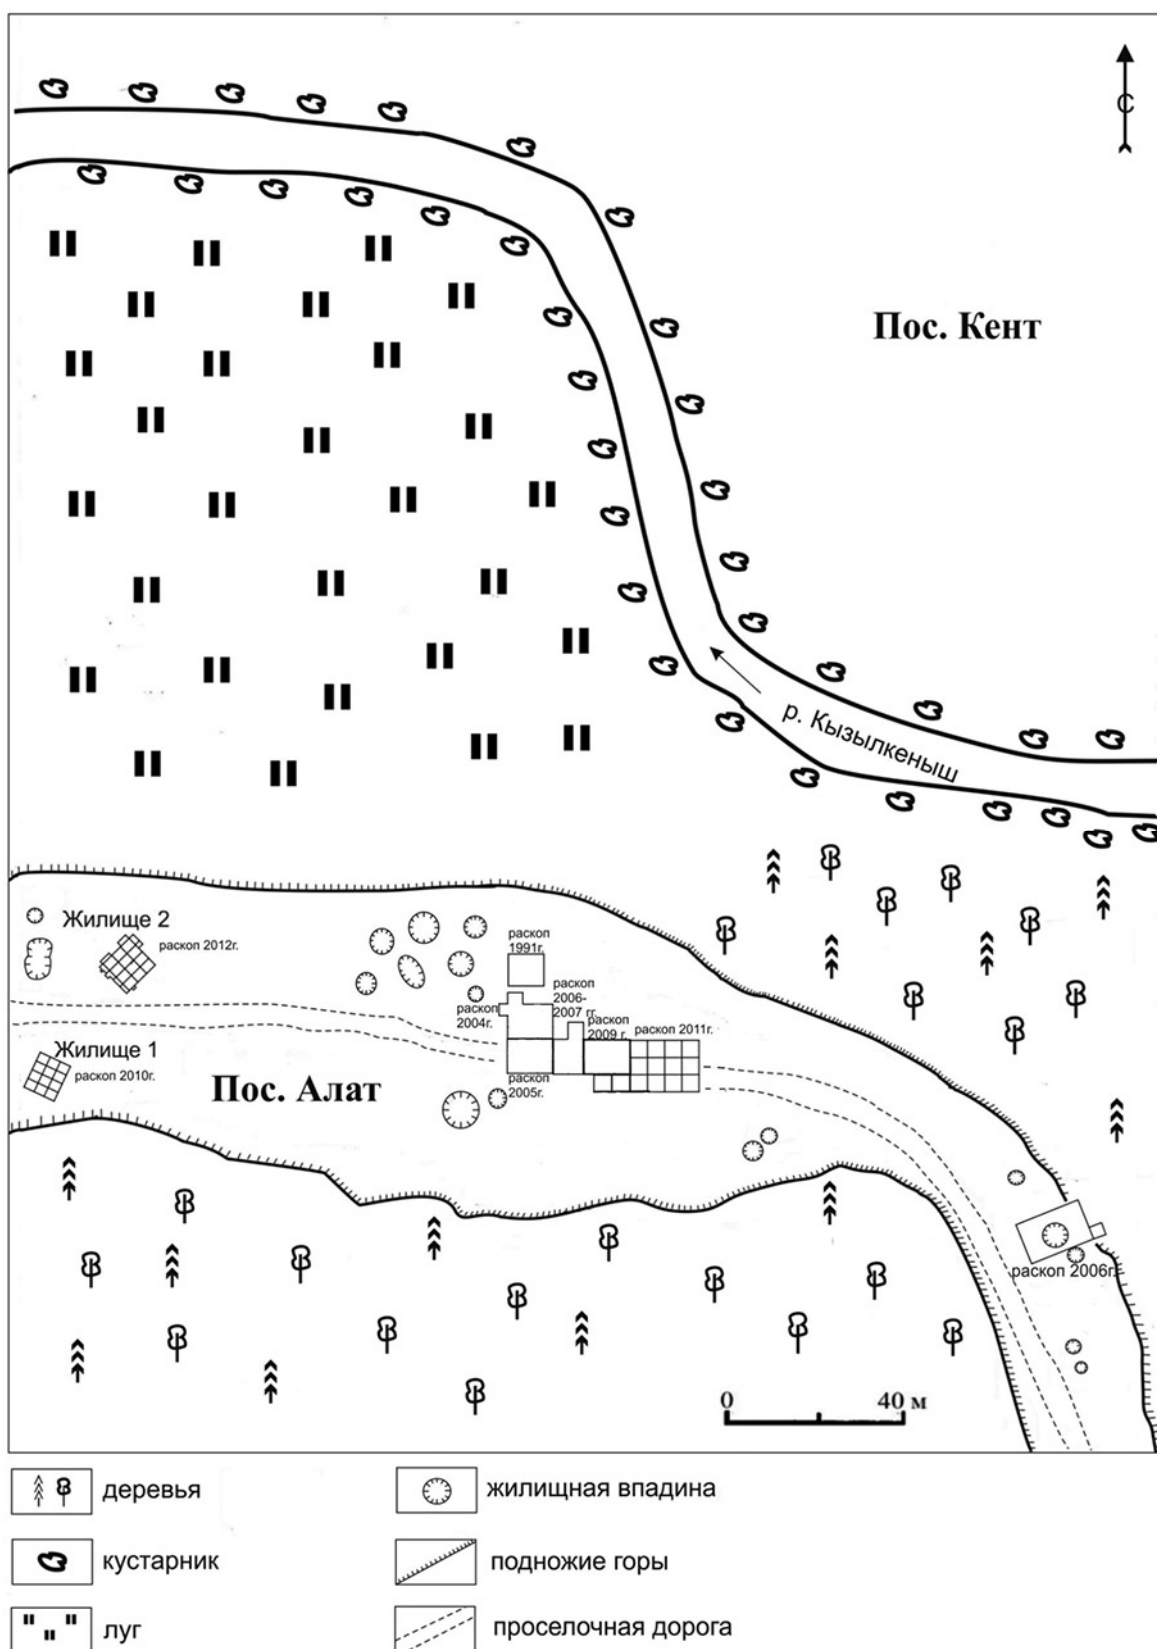 С
Пос. Кент
р. Кызылкеныш
Жилище 2
раскоп 2012г.
раскоп
1991г.
раскоп
2006-
2007 гг.
раскоп
2004г.
раскоп
2009 г.
раскоп 2011г.
Жилище 1
раскоп 2010г.
Пос. Алат
раскоп
2005г.
раскоп 2006г.
0
40 м
деревья
жилищная впадина
кустарник
подножие горы
луг
проселочная дорога